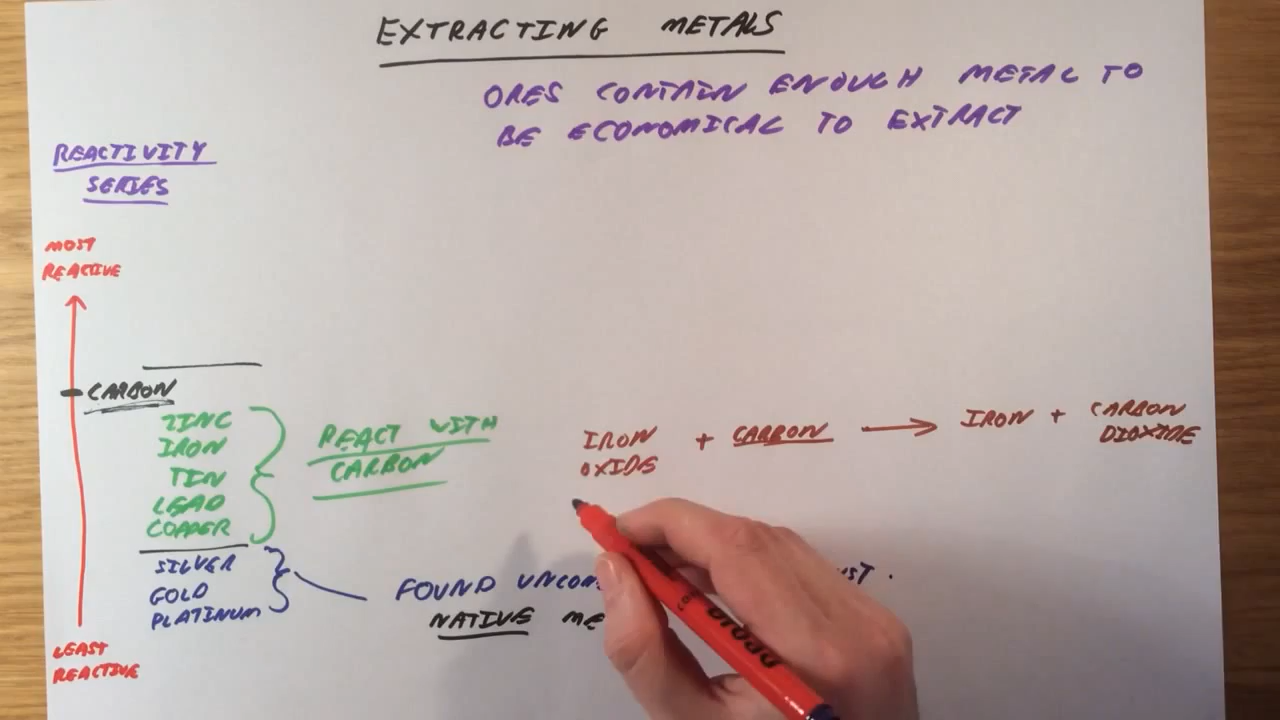 EXTRACTING METALS
ORES CONTAIN ENOUGH METAL TO
BE ECONOMICAL TO EXTRACT
REACTIVITY
SERIES
MOST
REACTIVE
CARBON
ZINC
IRON
TIN
LEAD
COPPER
REACT WITH
CARBON
IRON
OXIDE
+ CARBON → IRON + CARBON
DIOXIDE
SILVER
GOLD
PLATINUM
FOUND
NATIVE
LEAST
REACTIVE